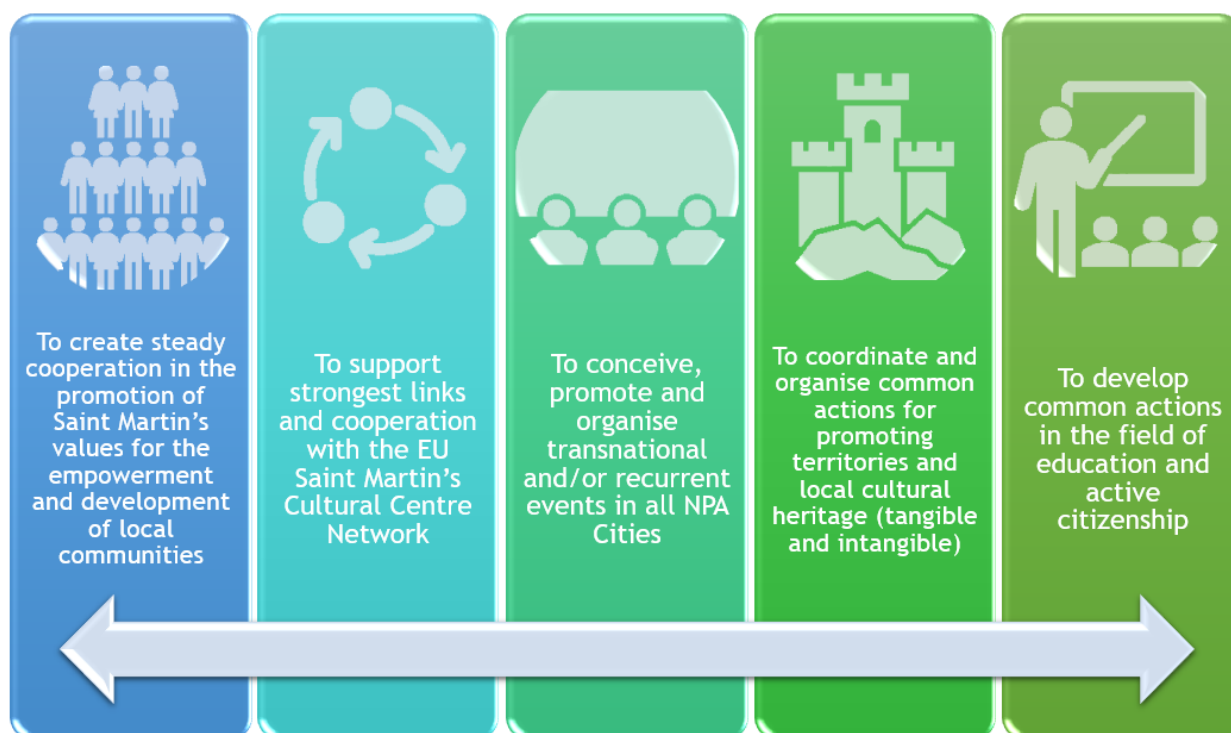 To create steady
cooperation in the
promotion of
Saint Martin’s
values for the
empowerment
and development
of local
communities
To support
strongest links
and cooperation
with the EU
Saint Martin’s
Cultural Centre
Network
To conceive,
promote and
organise
transnational
and/or recurrent
events in all NPA
Cities
To coordinate and
organise common
actions for
promoting
territories and
local cultural
heritage (tangible
and intangible)
To develop
common actions
in the field of
education and
active
citizenship